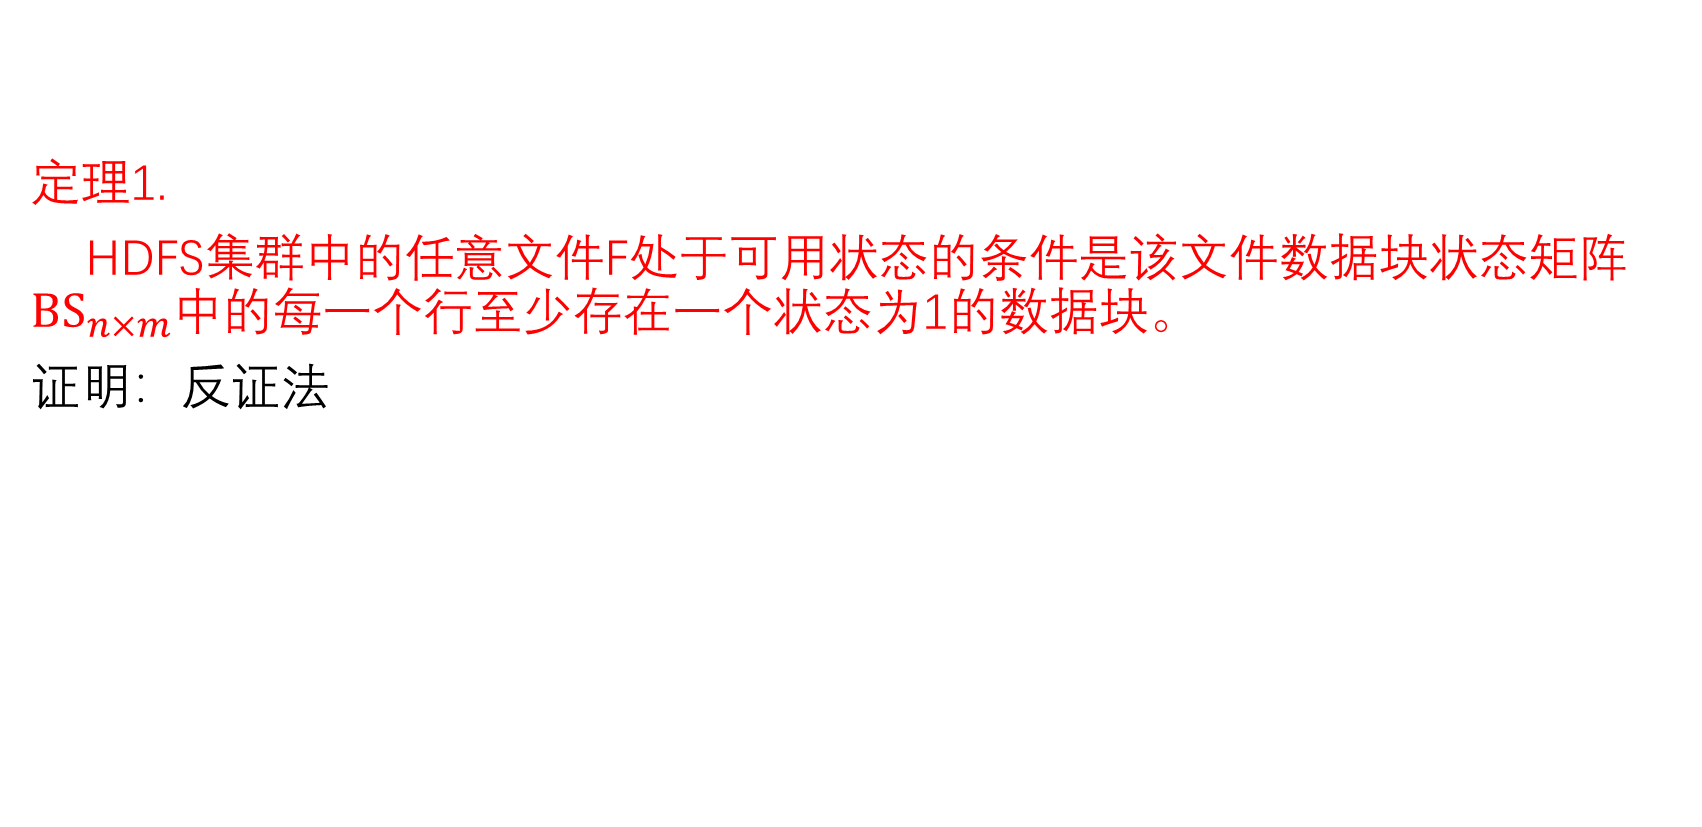 定理1.
HDFS集群中的任意文件F处于可用状态的条件是该文件数据块状态矩阵
BSₙ×ₘ中的每一个行至少存在一个状态为1的数据块。
证明：反证法